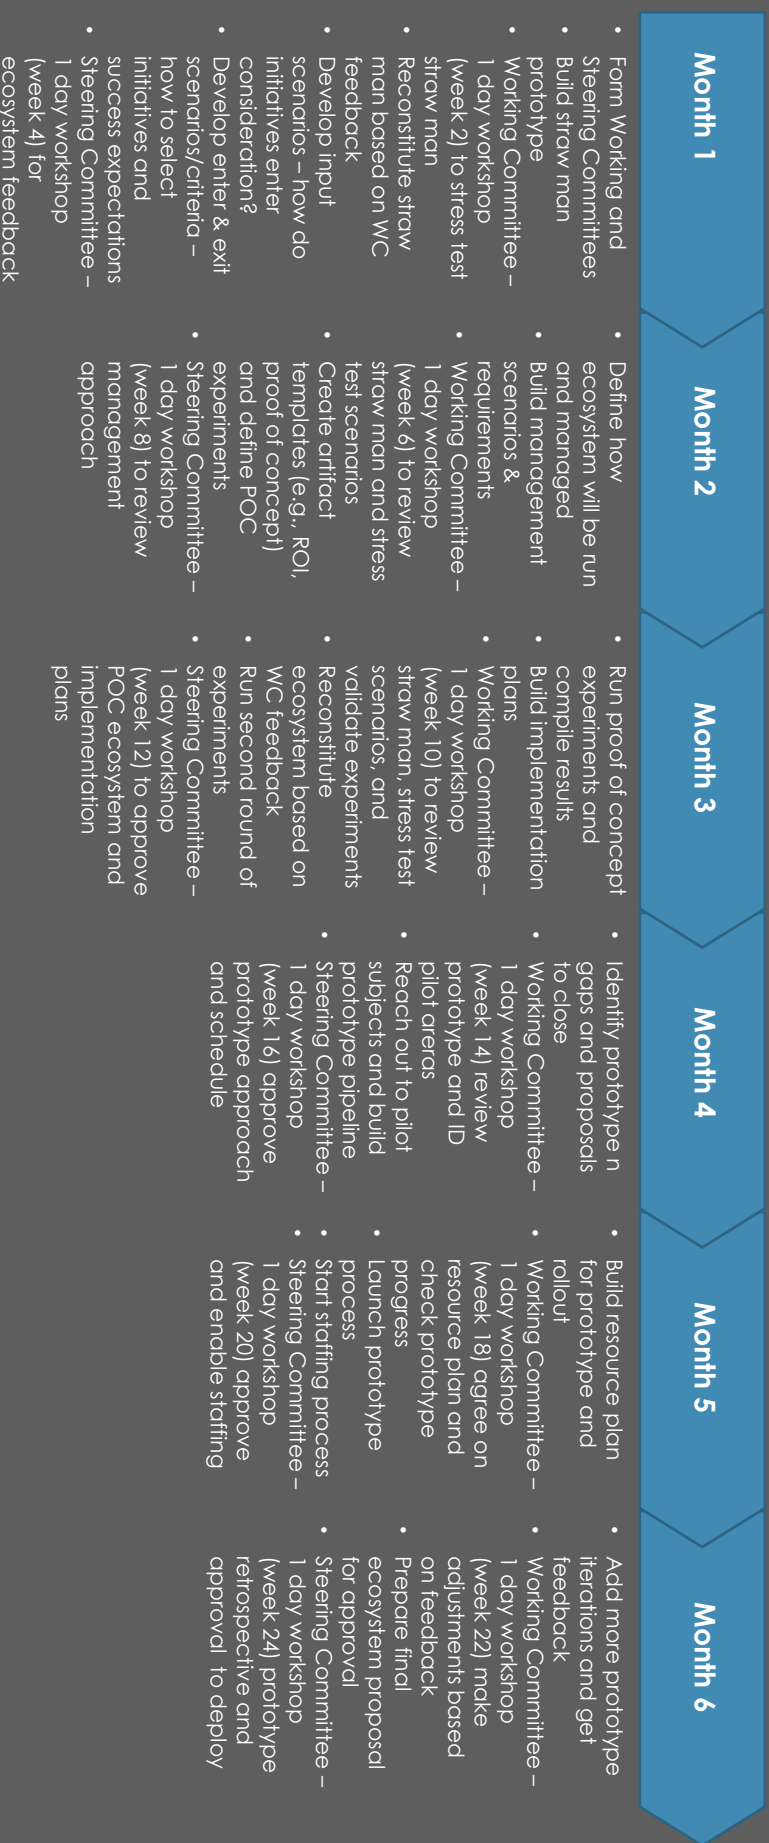 Month 1
• Form Working and
Steering Committees
• Build straw man
prototype
• Working Committee –
1 day workshop
(week 2) to stress test
straw man
• Reconstitute straw
man based on WC
feedback
• Develop input
scenarios – how do
initiatives enter
consideration?
• Develop enter & exit
scenarios/criteria –
how to select
initiatives and
success expectations
• Steering Committee –
1 day workshop
(week 4) for
ecosystem feedback
Month 2
• Define how
ecosystem will be run
and managed
• Build management
scenarios &
requirements
• Working Committee –
1 day workshop
(week 6) to review
straw man and stress
test scenarios
• Create artifact
templates (e.g., ROI,
proof of concept)
and define POC
experiments
• Steering Committee –
1 day workshop
(week 8) to review
management
approach
Month 3
• Run proof of concept
experiments and
compile results
• Build implementation
plans
• Working Committee –
1 day workshop
(week 10) to review
straw man, stress test
scenarios, and
validate experiments
• Reconstitute
ecosystem based on
WC feedback
• Run second round of
experiments
• Steering Committee –
1 day workshop
(week 12) to approve
POC ecosystem and
implementation
plans
Month 4
• Identify prototype n
gaps and proposals
to close
• Working Committee –
1 day workshop
(week 14) review
prototype and ID
pilot areras
• Reach out to pilot
subjects and build
prototype pipeline
• Steering Committee –
1 day workshop
(week 16) approve
prototype approach
and schedule
Month 5
• Build resource plan
for prototype and
rollout
• Working Committee –
1 day workshop
(week 18) agree on
resource plan and
check prototype
progress
• Launch prototype
process
• Start staffing process
• Steering Committee –
1 day workshop
(week 20) approve
and enable staffing
Month 6
• Add more prototype
iterations and get
feedback
• Working Committee –
1 day workshop
(week 22) make
adjustments based
on feedback
• Prepare final
ecosystem proposal
for approval
• Steering Committee –
1 day workshop
(week 24) prototype
retrospective and
approval to deploy